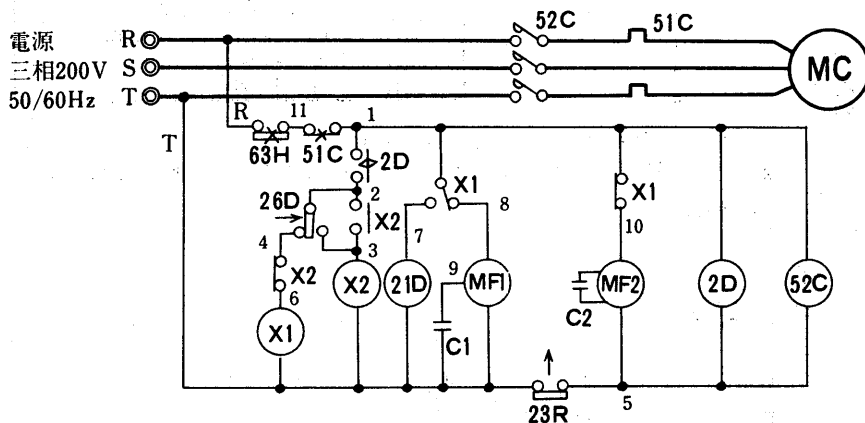 電源 R
三相200V S
50/60Hz T
52C
51C
MC
R
11
1
T
63H
51C
2D
2
26D
X2
X1
8
X1
4
3
7
10
X2
9
6
X2
21D
MF1
MF2
2D
52C
X1
C1
C2
23R
5